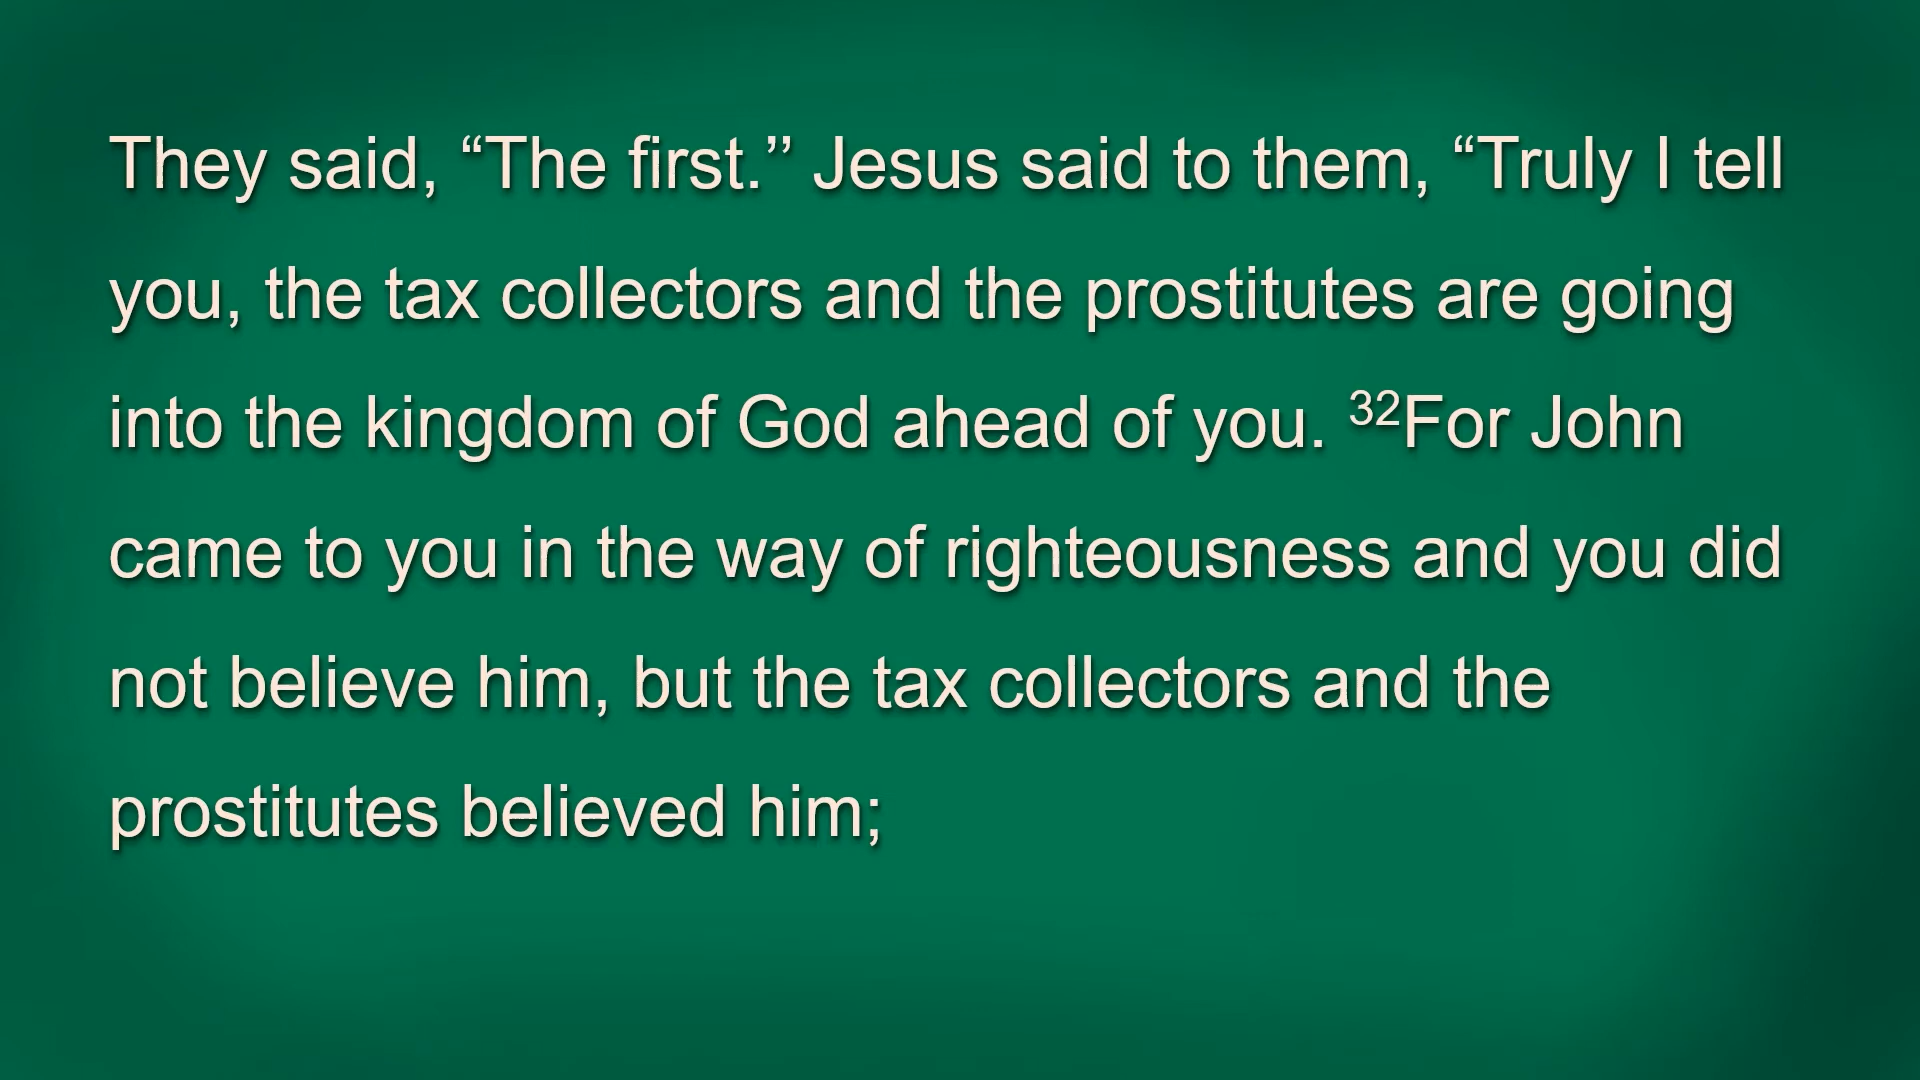 They said, “The first.’’ Jesus said to them, “Truly I tell
you, the tax collectors and the prostitutes are going
into the kingdom of God ahead of you. ³²For John
came to you in the way of righteousness and you did
not believe him, but the tax collectors and the
prostitutes believed him;